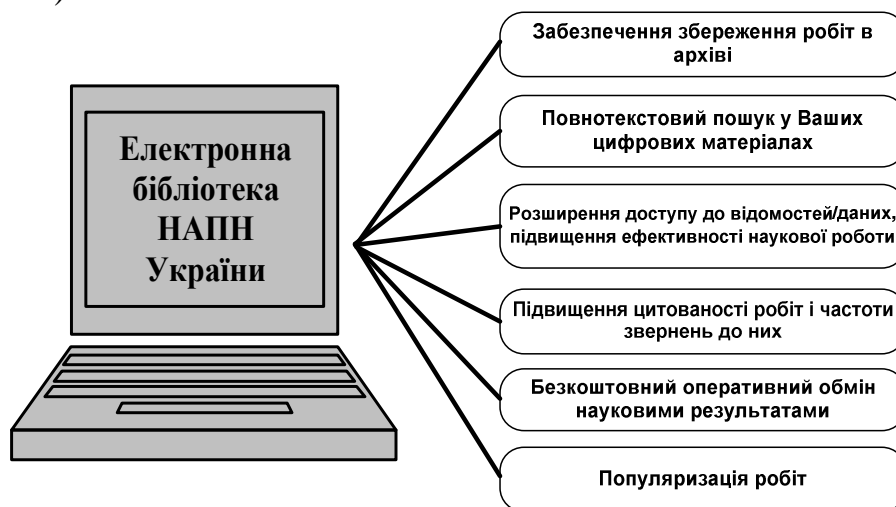 Електронна
бібліотека
НАПН
України
Забезпечення збереження робіт в
архіві
Повнотекстовий пошук у Ваших
цифрових матеріалах
Розширення доступу до відомостей/даних,
підвищення ефективності наукової роботи
Підвищення цитованості робіт і частоти
звернень до них
Безкоштовний оперативний обмін
науковими результатами
Популяризація робіт